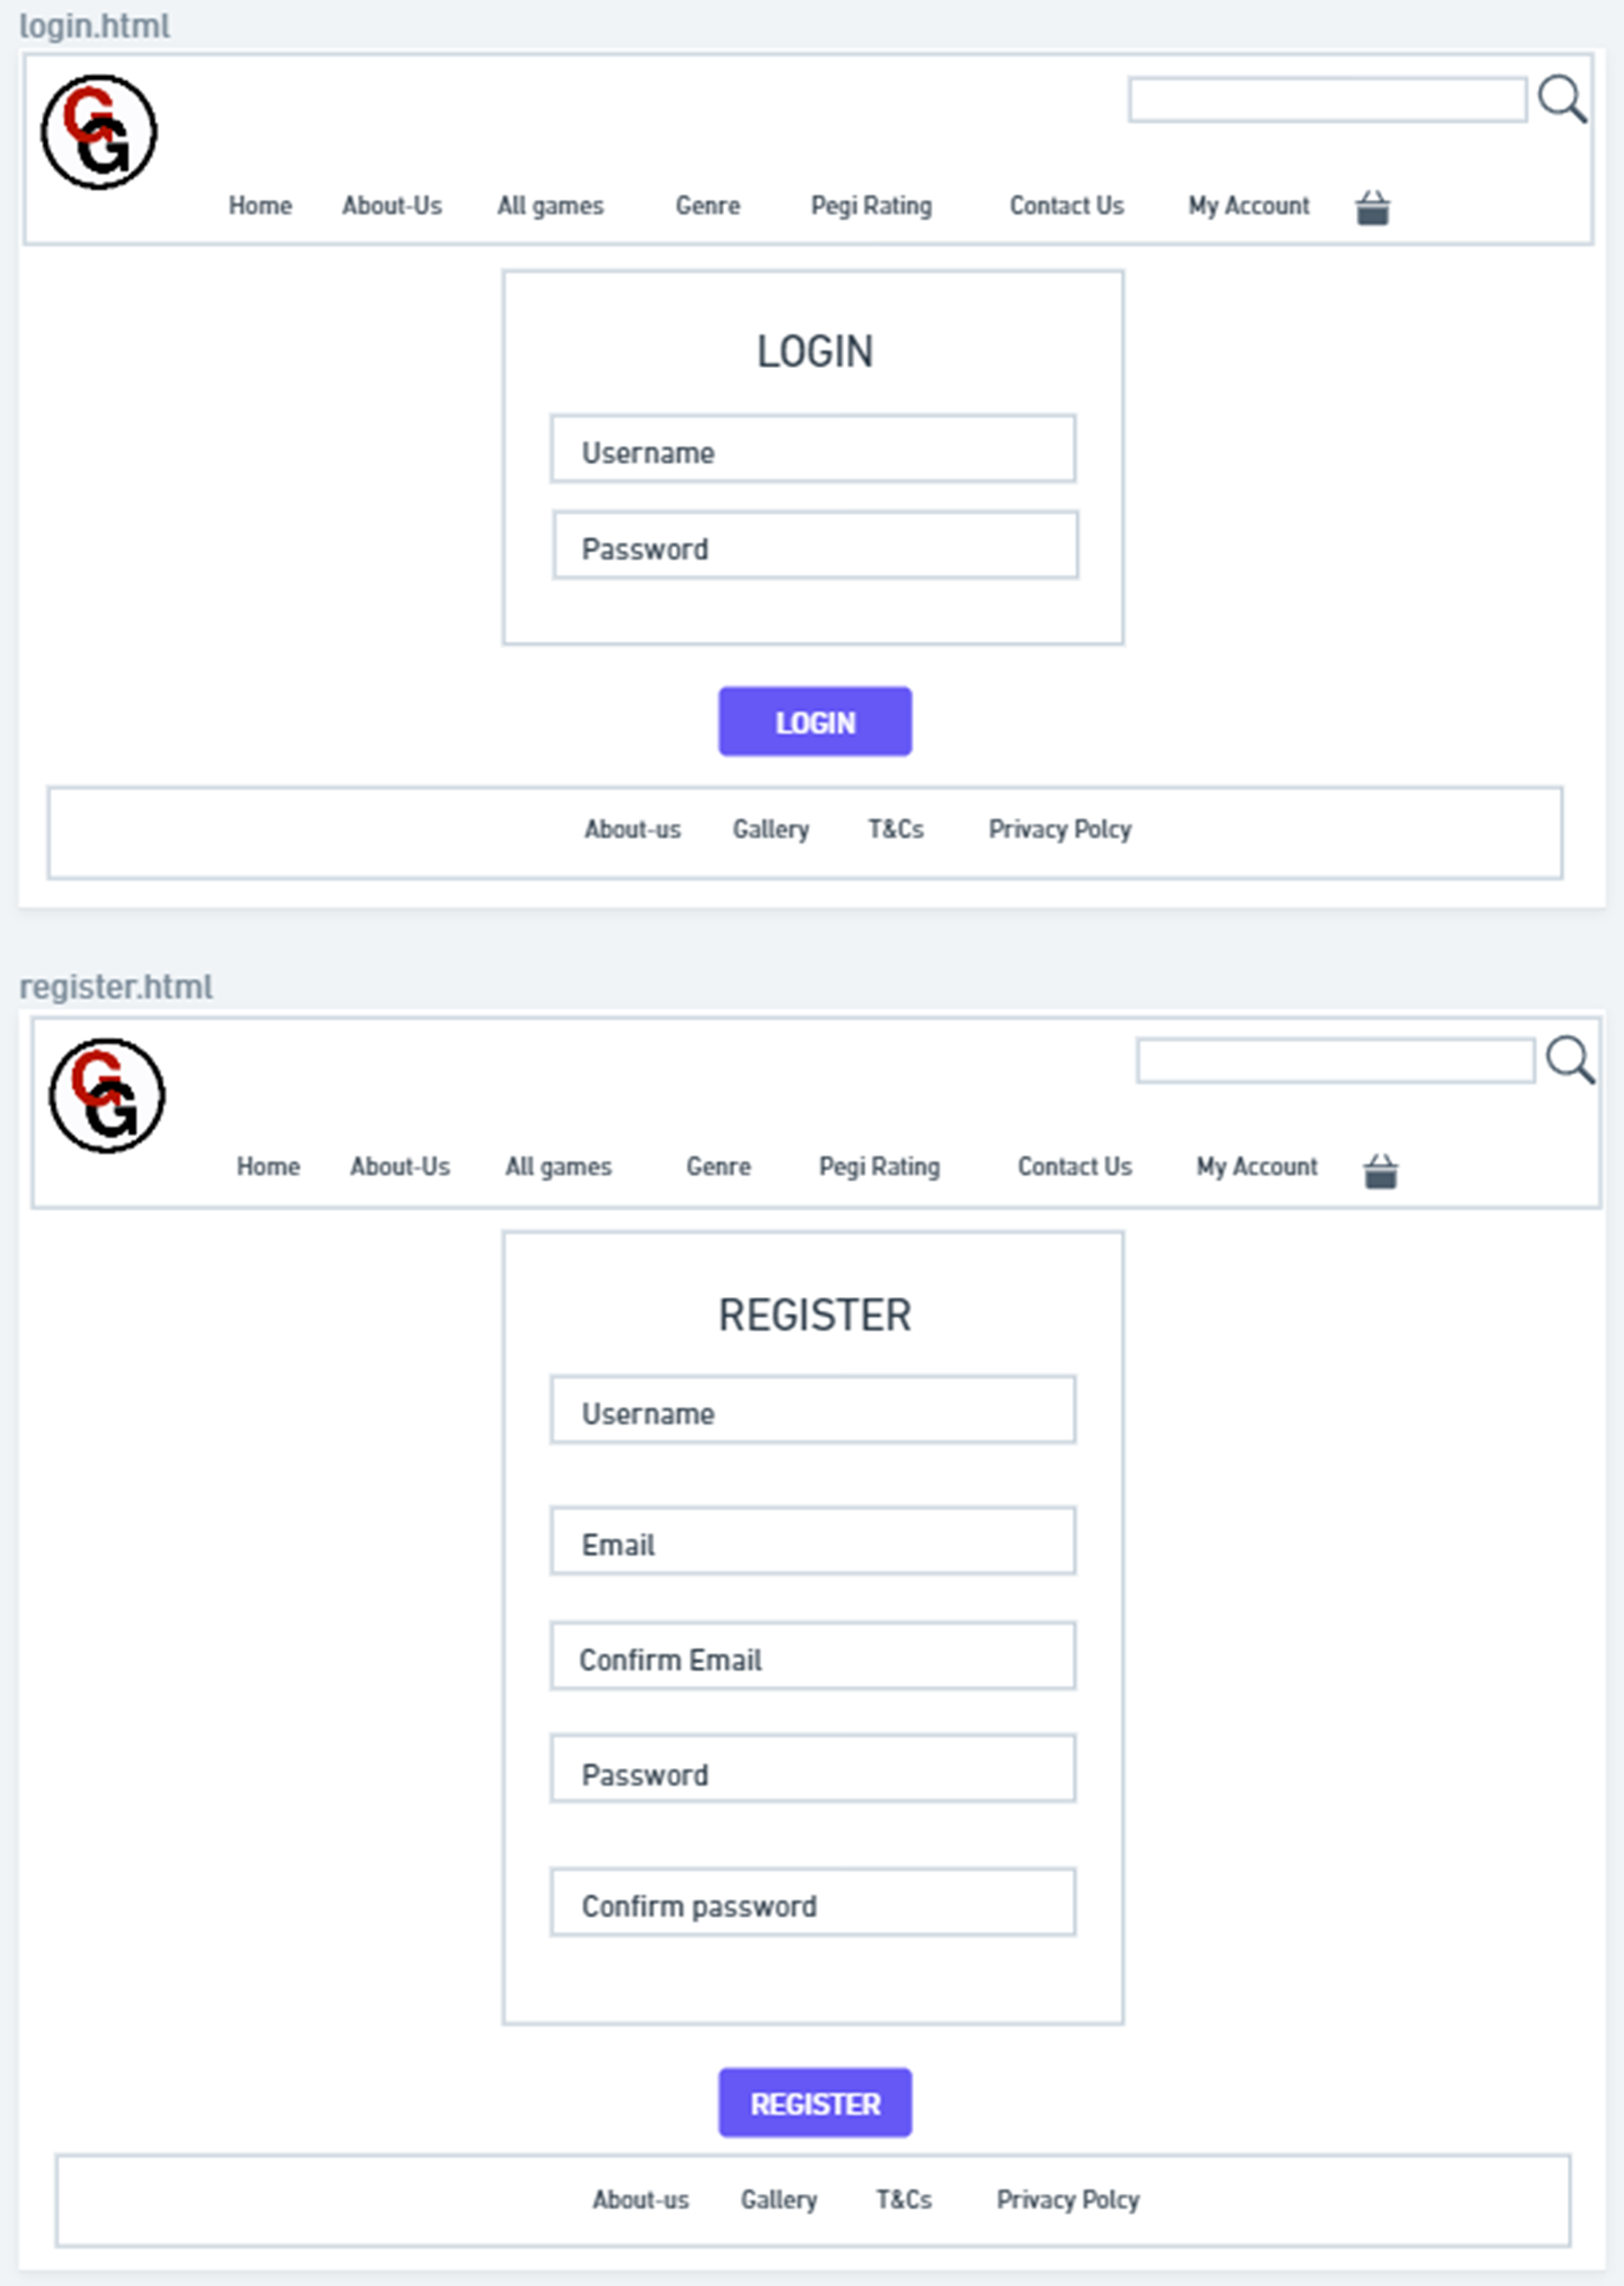 login.html
GG
Home About-Us All games Genre Pegi Rating Contact Us My Account
LOGIN
Username
Password
LOGIN
About-us Gallery T&Cs Privacy Polcy
register.html
GG
Home About-Us All games Genre Pegi Rating Contact Us My Account
REGISTER
Username
Email
Confirm Email
Password
Confirm password
REGISTER
About-us Gallery T&Cs Privacy Polcy